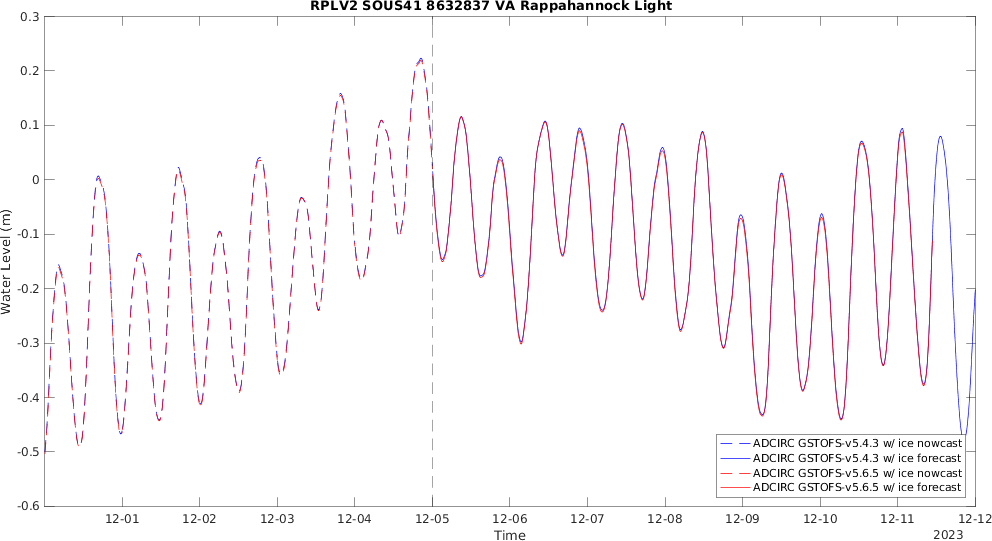 RPLV2 SOUS41 8632837 VA Rappahannock Light
0.3
0.2
0.1
0
-0.1
-0.2
-0.3
-0.4
-0.5
-0.6
Water Level (m)
ADCIRC GSTOFS-v5.4.3 w/ ice nowcast
ADCIRC GSTOFS-v5.4.3 w/ ice forecast
ADCIRC GSTOFS-v5.6.5 w/ ice nowcast
ADCIRC GSTOFS-v5.6.5 w/ ice forecast
12-01 12-02 12-03 12-04 12-05 12-06 12-07 12-08 12-09 12-10 12-11 12-12
Time
2023